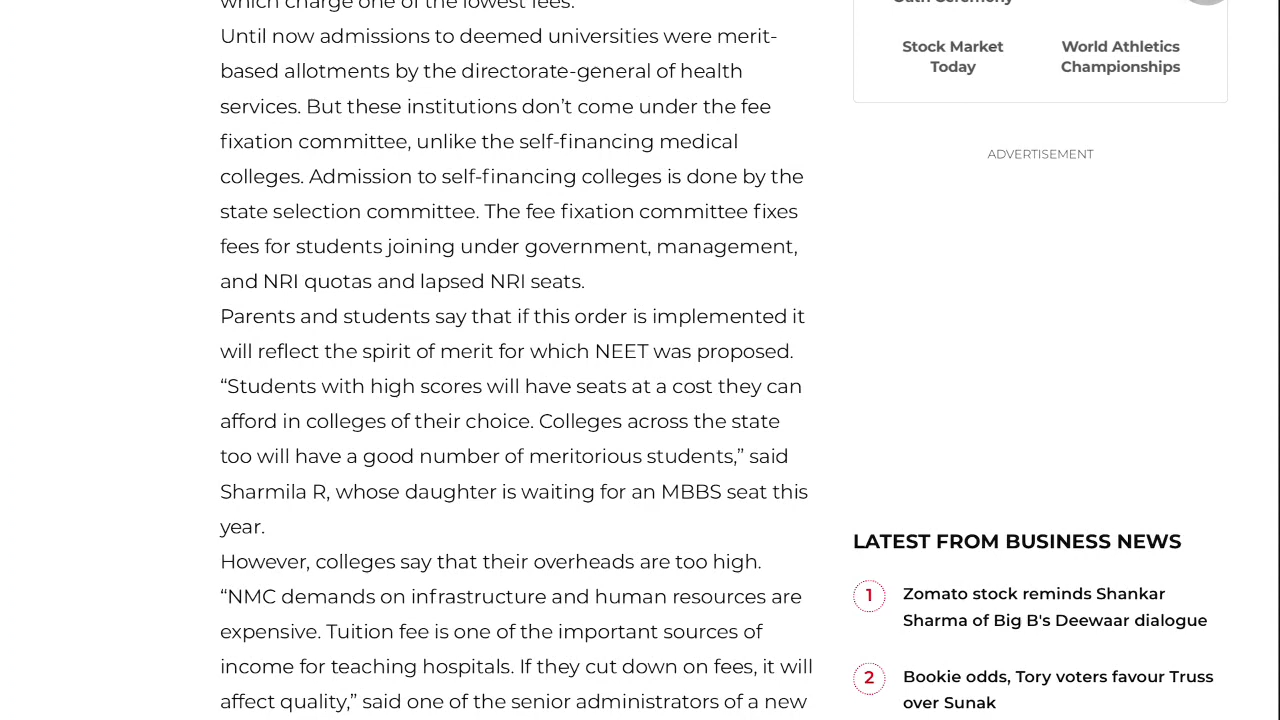 which charge one of the lowest fees.
Until now admissions to deemed universities were merit-
based allotments by the directorate-general of health
services. But these institutions don’t come under the fee
fixation committee, unlike the self-financing medical
colleges. Admission to self-financing colleges is done by the
state selection committee. The fee fixation committee fixes
fees for students joining under government, management,
and NRI quotas and lapsed NRI seats.
Parents and students say that if this order is implemented it
will reflect the spirit of merit for which NEET was proposed.
“Students with high scores will have seats at a cost they can
afford in colleges of their choice. Colleges across the state
too will have a good number of meritorious students,” said
Sharmila R, whose daughter is waiting for an MBBS seat this
year.
However, colleges say that their overheads are too high.
“NMC demands on infrastructure and human resources are
expensive. Tuition fee is one of the important sources of
income for teaching hospitals. If they cut down on fees, it will
affect quality,” said one of the senior administrators of a new
Oath Ceremony
Stock Market
Today
World Athletics
Championships
ADVERTISEMENT
LATEST FROM BUSINESS NEWS
1
Zomato stock reminds Shankar
Sharma of Big B's Deewaar dialogue
2
Bookie odds, Tory voters favour Truss
over Sunak